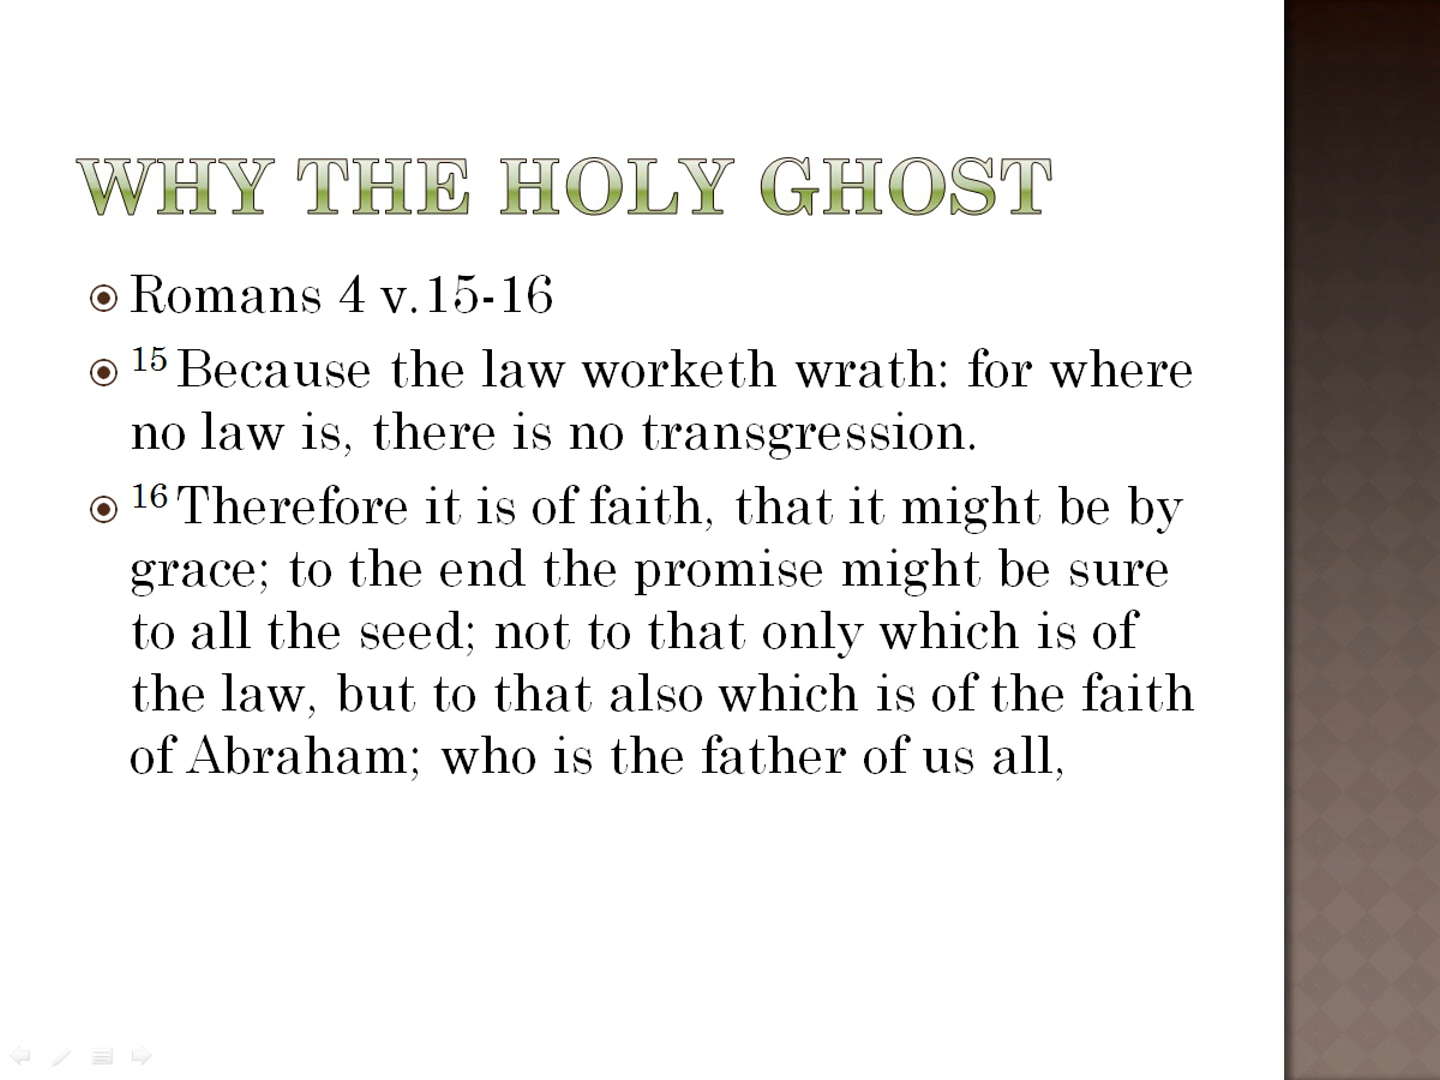 WHY THE HOLY GHOST
Romans 4 v.15-16
15 Because the law worketh wrath: for where
no law is, there is no transgression.
16 Therefore it is of faith, that it might be by
grace; to the end the promise might be sure
to all the seed; not to that only which is of
the law, but to that also which is of the faith
of Abraham; who is the father of us all,